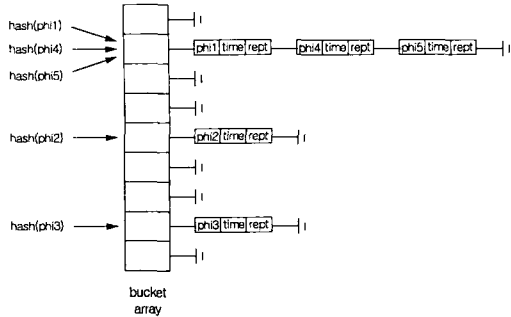 hash(phi1)
hash(phi4)
hash(phi5)
phi1 time rept phi4 time rept phi5 time rept
hash(phi2)
phi2 time rept
hash(phi3)
phi3 time rept
bucket
array